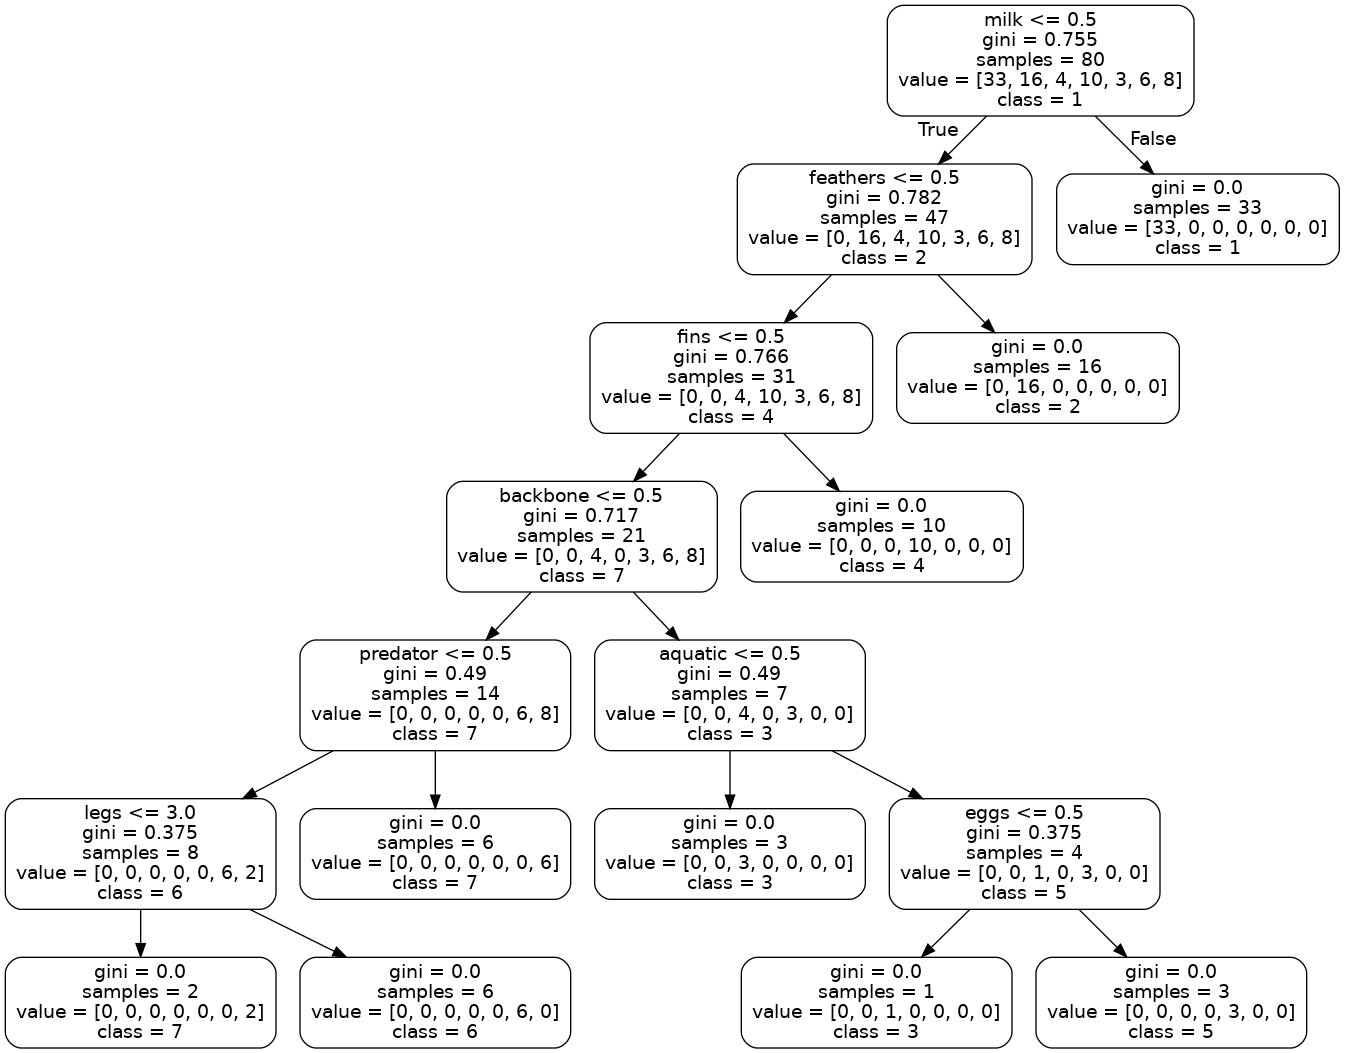 milk <= 0.5
gini = 0.755
samples = 80
value = [33, 16, 4, 10, 3, 6, 8]
class = 1
True
False
feathers <= 0.5
gini = 0.782
samples = 47
value = [0, 16, 4, 10, 3, 6, 8]
class = 2
gini = 0.0
samples = 33
value = [33, 0, 0, 0, 0, 0, 0]
class = 1
fins <= 0.5
gini = 0.766
samples = 31
value = [0, 0, 4, 10, 3, 6, 8]
class = 4
gini = 0.0
samples = 16
value = [0, 16, 0, 0, 0, 0, 0]
class = 2
backbone <= 0.5
gini = 0.717
samples = 21
value = [0, 0, 4, 0, 3, 6, 8]
class = 7
gini = 0.0
samples = 10
value = [0, 0, 0, 10, 0, 0, 0]
class = 4
predator <= 0.5
gini = 0.49
samples = 14
value = [0, 0, 0, 0, 0, 6, 8]
class = 7
aquatic <= 0.5
gini = 0.49
samples = 7
value = [0, 0, 4, 0, 3, 0, 0]
class = 3
legs <= 3.0
gini = 0.375
samples = 8
value = [0, 0, 0, 0, 0, 6, 2]
class = 6
gini = 0.0
samples = 6
value = [0, 0, 0, 0, 0, 0, 6]
class = 7
gini = 0.0
samples = 3
value = [0, 0, 3, 0, 0, 0, 0]
class = 3
eggs <= 0.5
gini = 0.375
samples = 4
value = [0, 0, 1, 0, 3, 0, 0]
class = 5
gini = 0.0
samples = 2
value = [0, 0, 0, 0, 0, 0, 2]
class = 7
gini = 0.0
samples = 6
value = [0, 0, 0, 0, 0, 6, 0]
class = 6
gini = 0.0
samples = 1
value = [0, 0, 1, 0, 0, 0, 0]
class = 3
gini = 0.0
samples = 3
value = [0, 0, 0, 0, 3, 0, 0]
class = 5